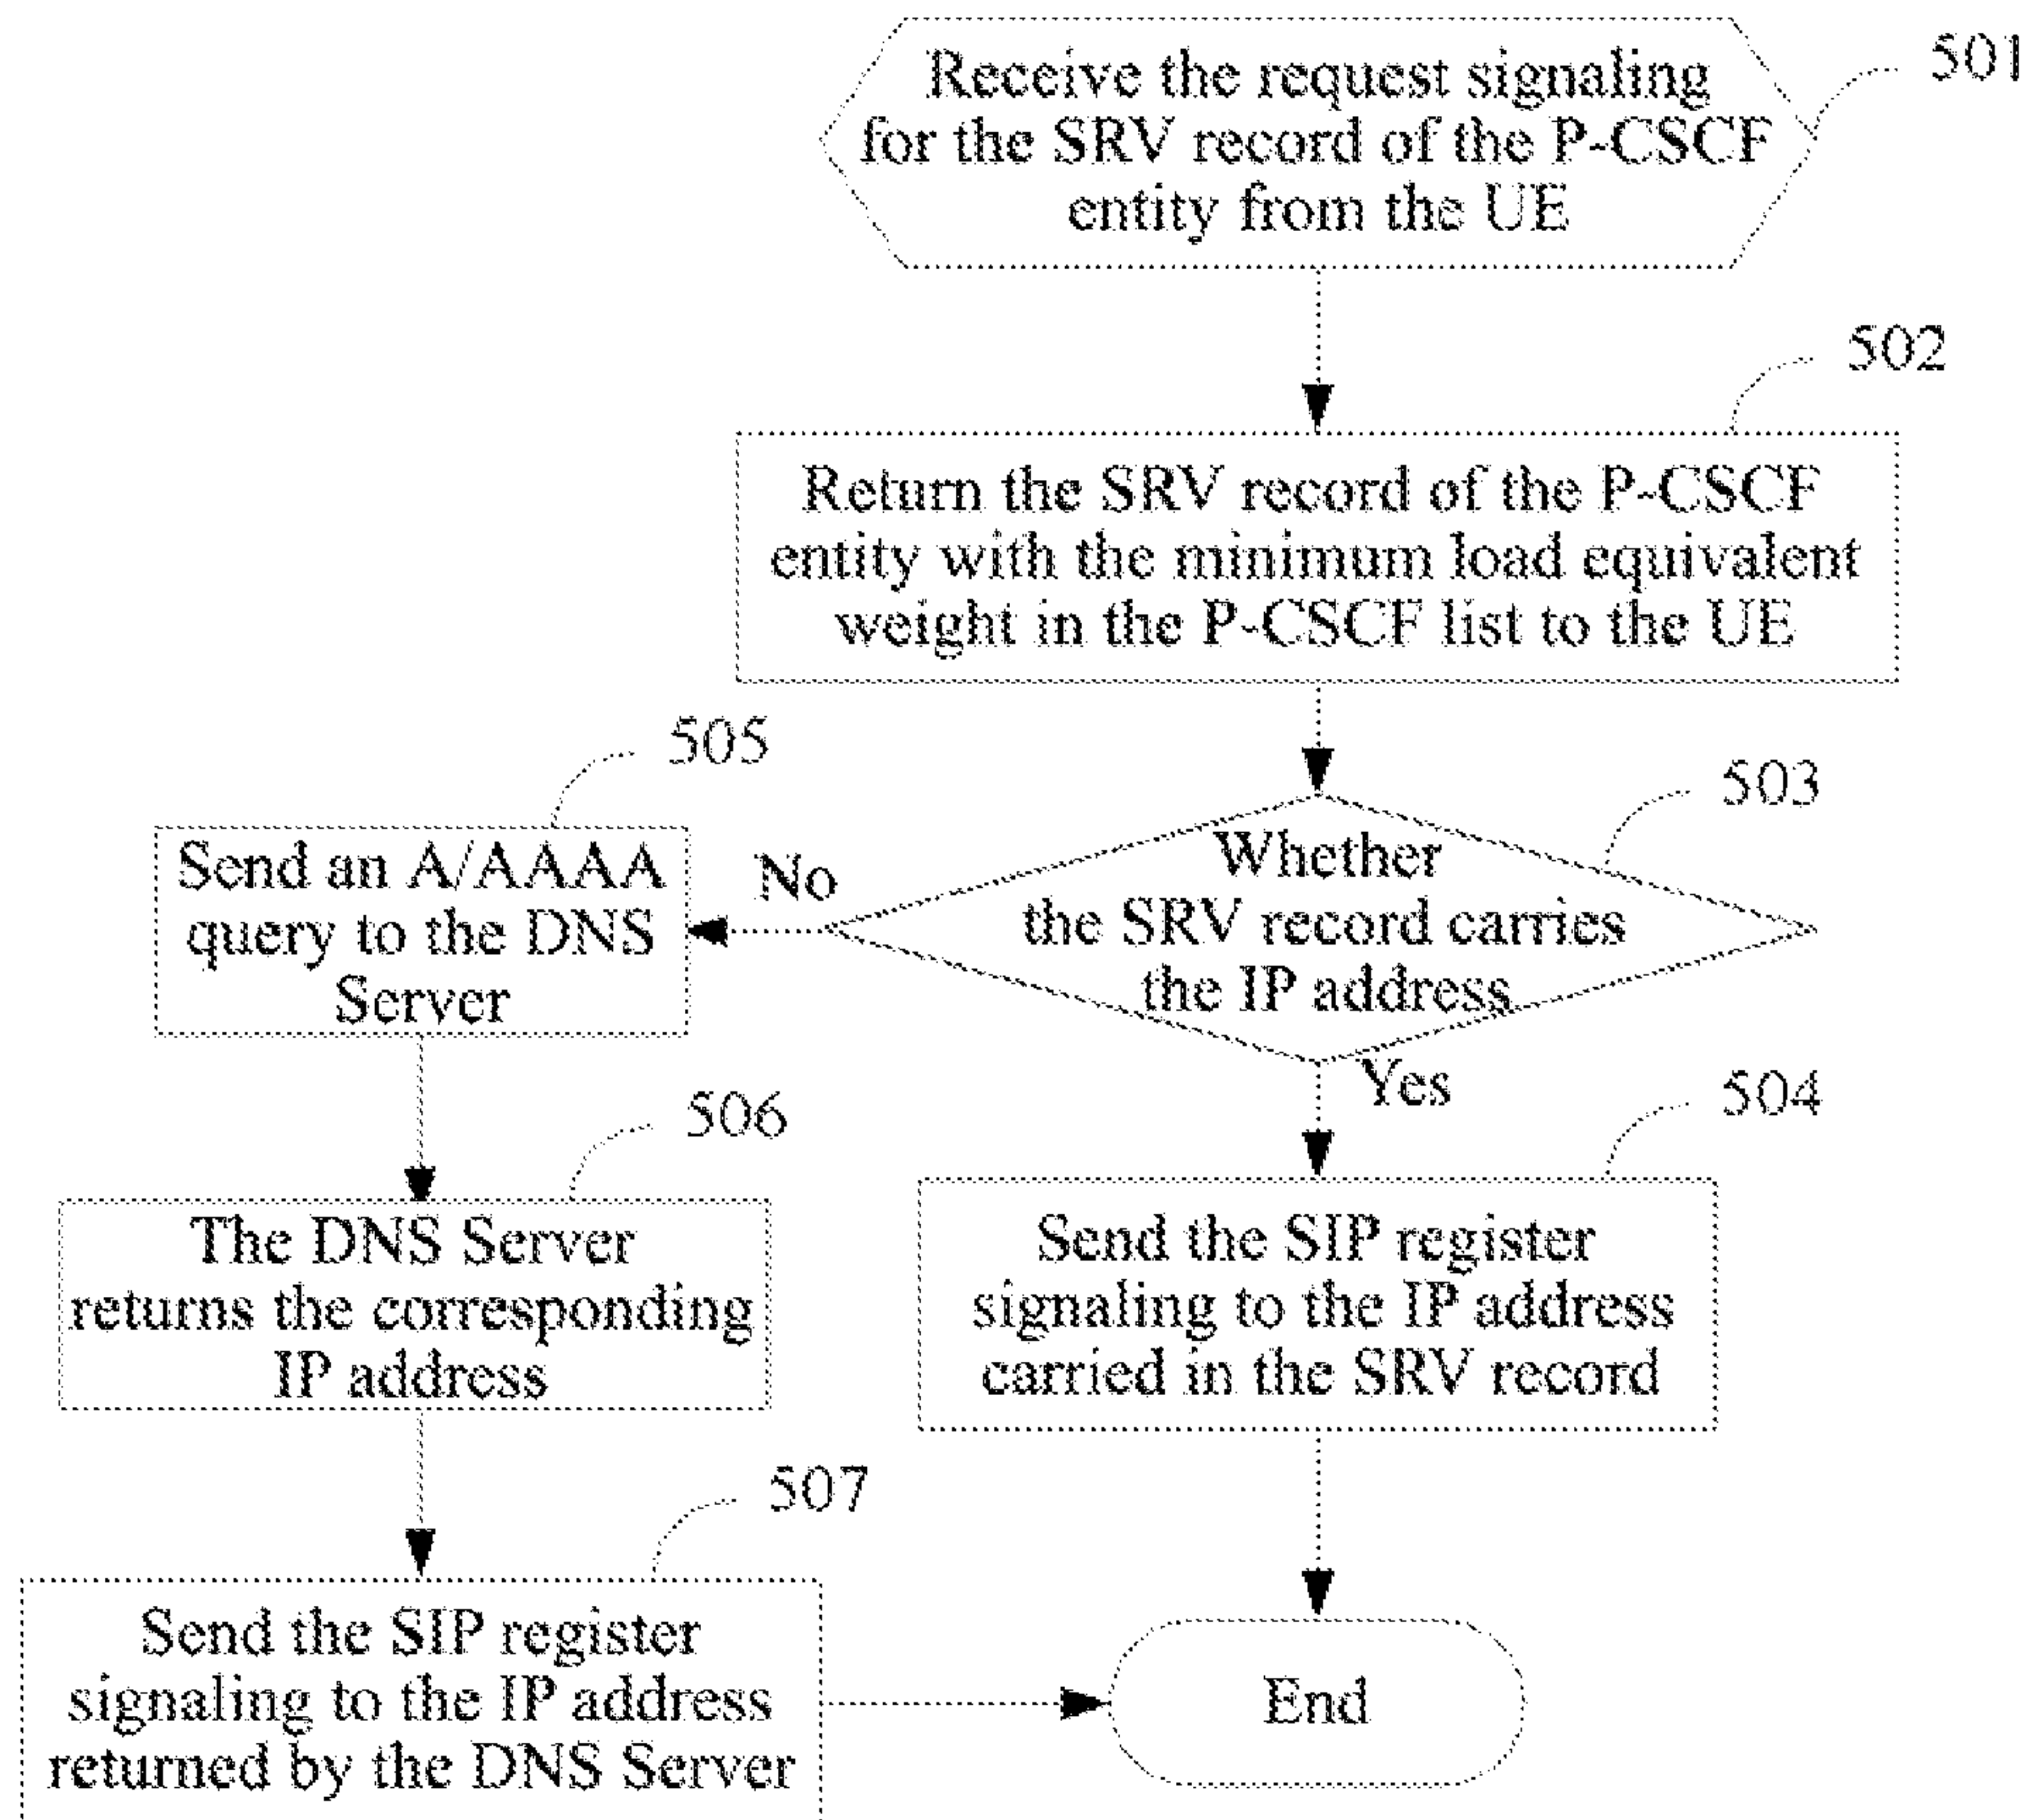 Receive the request signaling
for the SRV record of the P-CSCF
entity from the UE
501
502
Return the SRV record of the P-CSCF
entity with the minimum load equivalent
weight in the P-CSCF list to the UE
503
Whether
the SRV record carries
the IP address
No
Yes
505
Send an A/AAAA
query to the DNS
Server
504
Send the SIP register
signaling to the IP address
carried in the SRV record
506
The DNS Server
returns the corresponding
IP address
507
Send the SIP register
signaling to the IP address
returned by the DNS Server
End